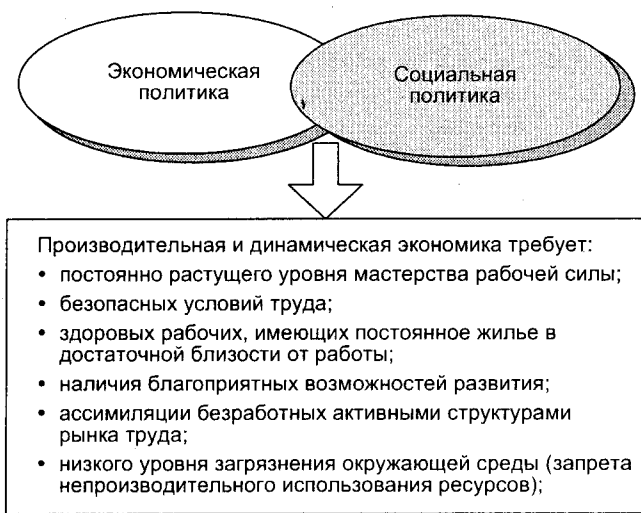 Экономическая
политика
Социальная
политика
Производительная и динамическая экономика требует:
• постоянно растущего уровня мастерства рабочей силы;
• безопасных условий труда;
• здоровых рабочих, имеющих постоянное жилье в
достаточной близости от работы;
• наличия благоприятных возможностей развития;
• ассимиляции безработных активными структурами
рынка труда;
• низкого уровня загрязнения окружающей среды (запрета
непроизводительного использования ресурсов);